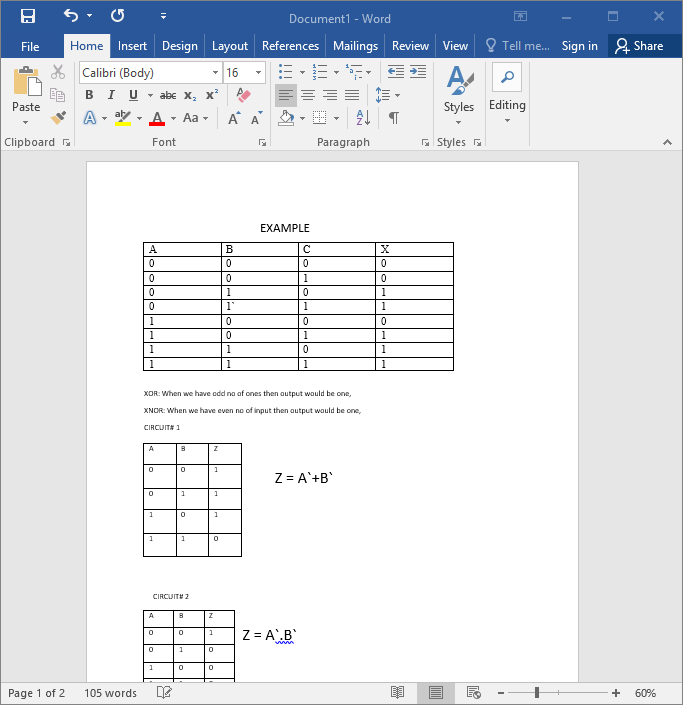 Document1 - Word
File Home Insert Design Layout References Mailings Review View Tell me... Sign in Share
Paste
Calibri (Body) 16
B I U abc x₂ x²
A ab A Aa A A
A Styles Editing
A Z ¶
Clipboard Font Paragraph Styles
EXAMPLE
A B C X
0 0 0 0
0 0 1 0
0 1 0 1
0 1` 1 1
1 0 0 0
1 0 1 1
1 1 0 1
1 1 1 1
XOR: When we have odd no of ones then output would be one,
XNOR: When we have even no of input then output would be one,
CIRCUIT# 1
A B Z
0 0 1
0 1 1
1 0 1
1 1 0
Z = A`+B`
CIRCUIT# 2
A B Z
0 0 1
0 1 0
1 0 0
Z = A`.B`
Page 1 of 2 105 words 60%